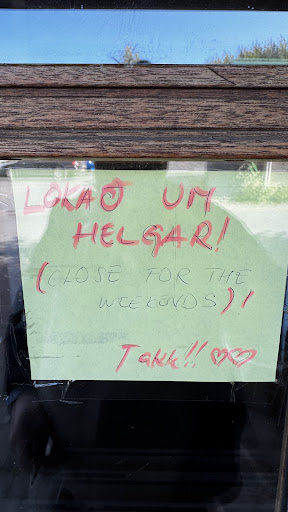 LOKAÐ UM
HELGAR!
(CLOSE FOR THE
WEEKENDS)!
Takk!! ♡♡